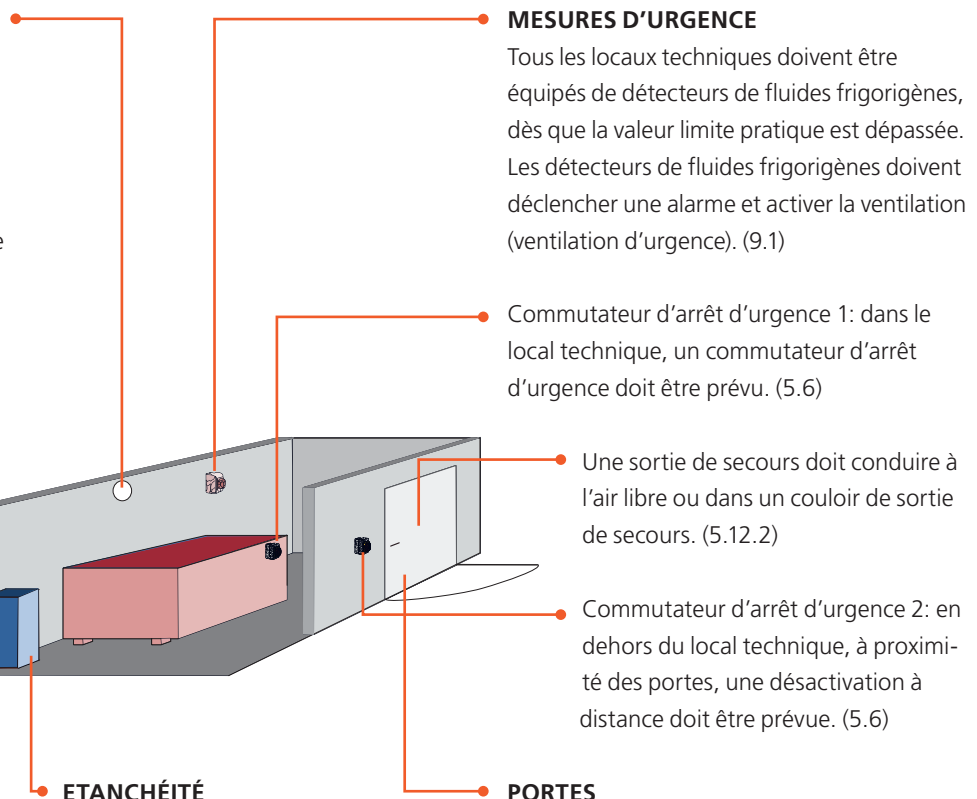 MESURES D’URGENCE
Tous les locaux techniques doivent être
équipés de détecteurs de fluides frigorigènes,
dès que la valeur limite pratique est dépassée.
Les détecteurs de fluides frigorigènes doivent
déclencher une alarme et activer la ventilation
(ventilation d’urgence). (9.1)
e
Commutateur d’arrêt d’urgence 1: dans le
local technique, un commutateur d’arrêt
d’urgence doit être prévu. (5.6)
Une sortie de secours doit conduire à
l’air libre ou dans un couloir de sortie
de secours. (5.12.2)
Commutateur d’arrêt d’urgence 2: en
dehors du local technique, à proximi-
té des portes, une désactivation à
distance doit être prévue. (5.6)
ETANCHÉITÉ
PORTES